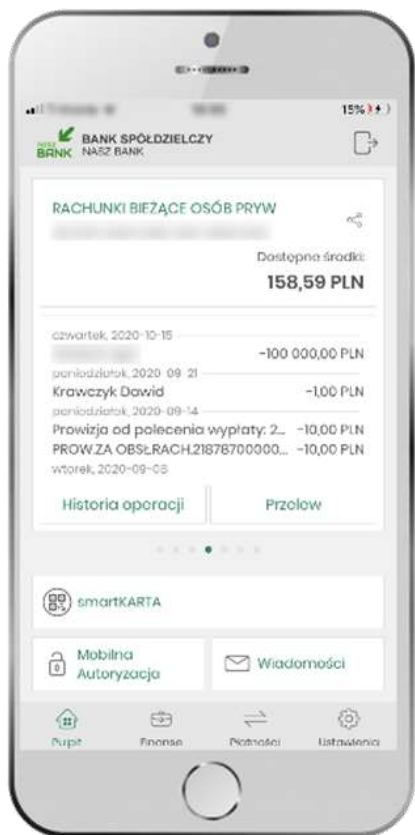 15%
NASZ BANK
BANK SPÓŁDZIELCZY
NASZ BANK
RACHUNKI BIEŻĄCE OSÓB PRYW
Dostępne środki:
158,59 PLN
czwartek, 2020-10-15
-100 000,00 PLN
poniedziałek, 2020-09-21
Krawczyk Dawid -1,00 PLN
poniedziałek, 2020-09-14
Prowizja od polecenia wypłaty: 2... -10,00 PLN
PROW.ZA OBSŁ.RACH.21878700000... -10,00 PLN
wtorek, 2020-09-08
Historia operacji Przelew
smartKARTA
Mobilna Autoryzacja
Wiadomości
Pulpit Finanse Płatności Ustawienia